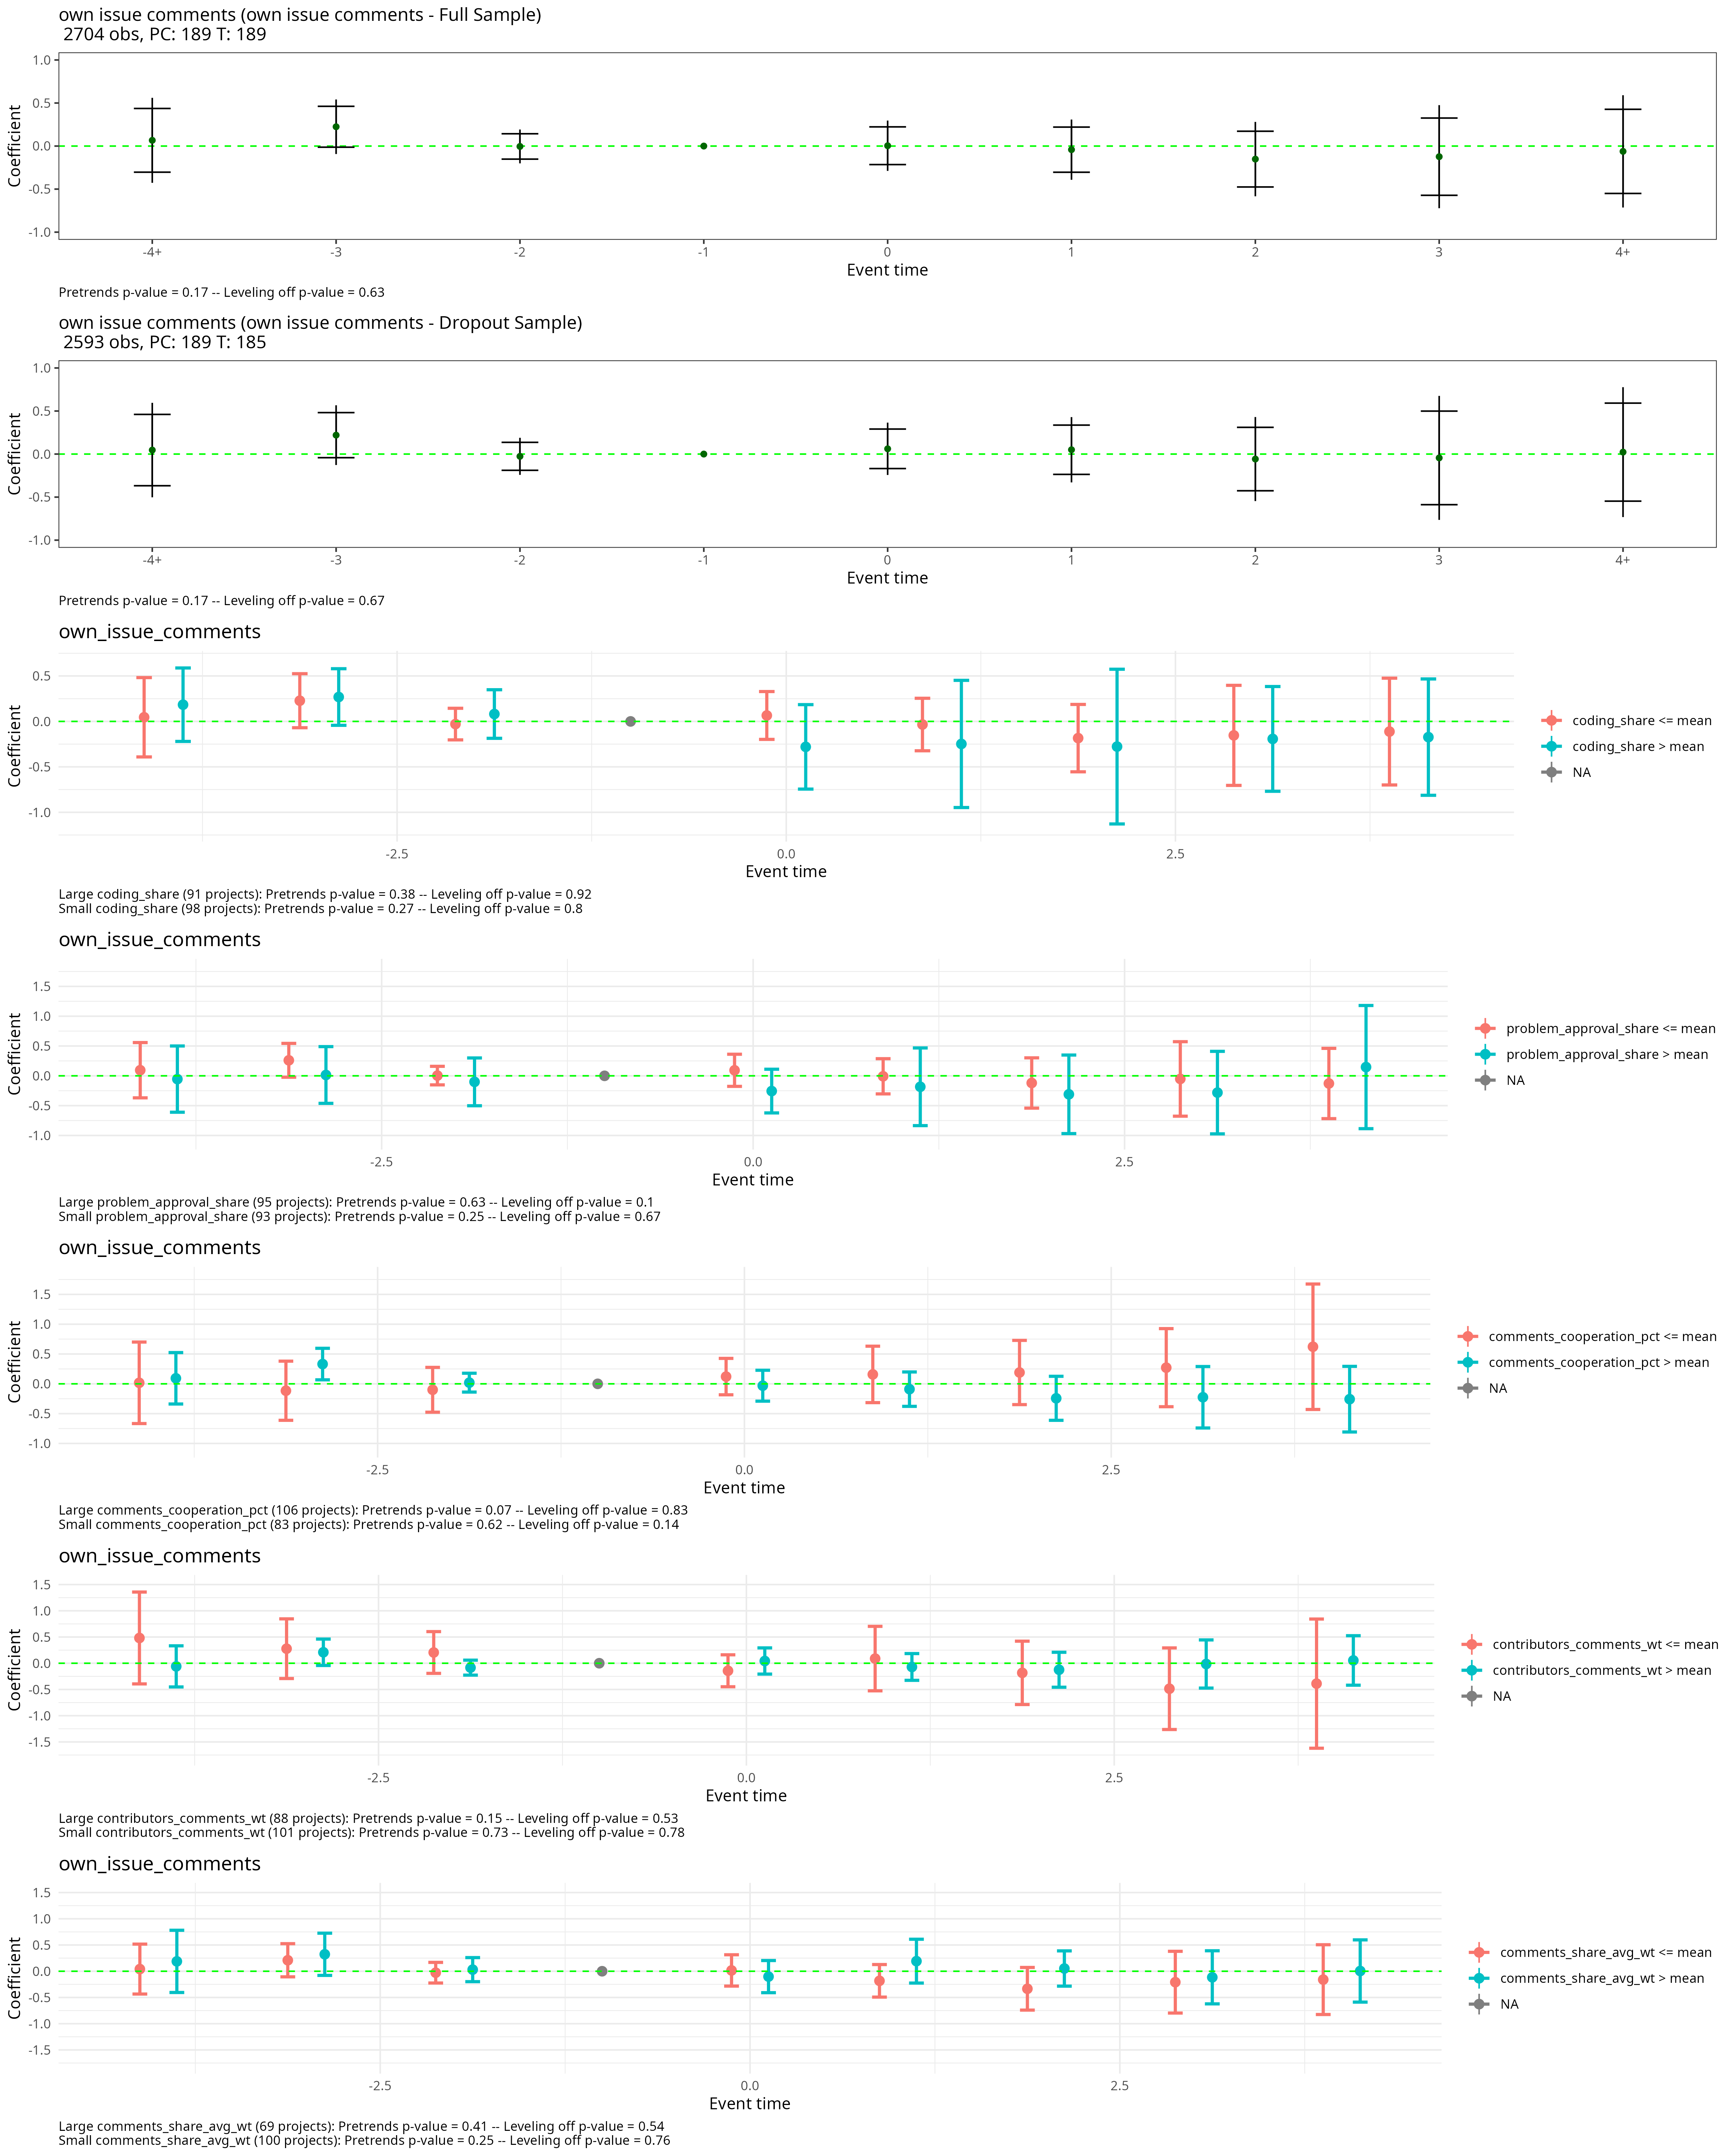 own issue comments (own issue comments - Full Sample)
2704 obs, PC: 189 T: 189
1.0
0.5
0.0
-0.5
-1.0
Coefficient
-4+ -3 -2 -1 0 1 2 3 4+
Event time
Pretrends p-value = 0.17 -- Leveling off p-value = 0.63
own issue comments (own issue comments - Dropout Sample)
2593 obs, PC: 189 T: 185
1.0
0.5
0.0
-0.5
-1.0
Coefficient
-4+ -3 -2 -1 0 1 2 3 4+
Event time
Pretrends p-value = 0.17 -- Leveling off p-value = 0.67
own_issue_comments
0.5
0.0
-0.5
-1.0
Coefficient
-2.5 0.0 2.5
Event time
coding_share <= mean
coding_share > mean
NA
Large coding_share (91 projects): Pretrends p-value = 0.38 -- Leveling off p-value = 0.92
Small coding_share (98 projects): Pretrends p-value = 0.27 -- Leveling off p-value = 0.8
own_issue_comments
1.5
1.0
0.5
0.0
-0.5
-1.0
Coefficient
-2.5 0.0 2.5
Event time
problem_approval_share <= mean
problem_approval_share > mean
NA
Large problem_approval_share (95 projects): Pretrends p-value = 0.63 -- Leveling off p-value = 0.1
Small problem_approval_share (93 projects): Pretrends p-value = 0.25 -- Leveling off p-value = 0.67
own_issue_comments
1.5
1.0
0.5
0.0
-0.5
-1.0
Coefficient
-2.5 0.0 2.5
Event time
comments_cooperation_pct <= mean
comments_cooperation_pct > mean
NA
Large comments_cooperation_pct (106 projects): Pretrends p-value = 0.07 -- Leveling off p-value = 0.83
Small comments_cooperation_pct (83 projects): Pretrends p-value = 0.62 -- Leveling off p-value = 0.14
own_issue_comments
1.5
1.0
0.5
0.0
-0.5
-1.0
-1.5
Coefficient
-2.5 0.0 2.5
Event time
contributors_comments_wt <= mean
contributors_comments_wt > mean
NA
Large contributors_comments_wt (88 projects): Pretrends p-value = 0.15 -- Leveling off p-value = 0.53
Small contributors_comments_wt (101 projects): Pretrends p-value = 0.73 -- Leveling off p-value = 0.78
own_issue_comments
1.5
1.0
0.5
0.0
-0.5
-1.0
-1.5
Coefficient
-2.5 0.0 2.5
Event time
comments_share_avg_wt <= mean
comments_share_avg_wt > mean
NA
Large comments_share_avg_wt (69 projects): Pretrends p-value = 0.41 -- Leveling off p-value = 0.54
Small comments_share_avg_wt (100 projects): Pretrends p-value = 0.25 -- Leveling off p-value = 0.76